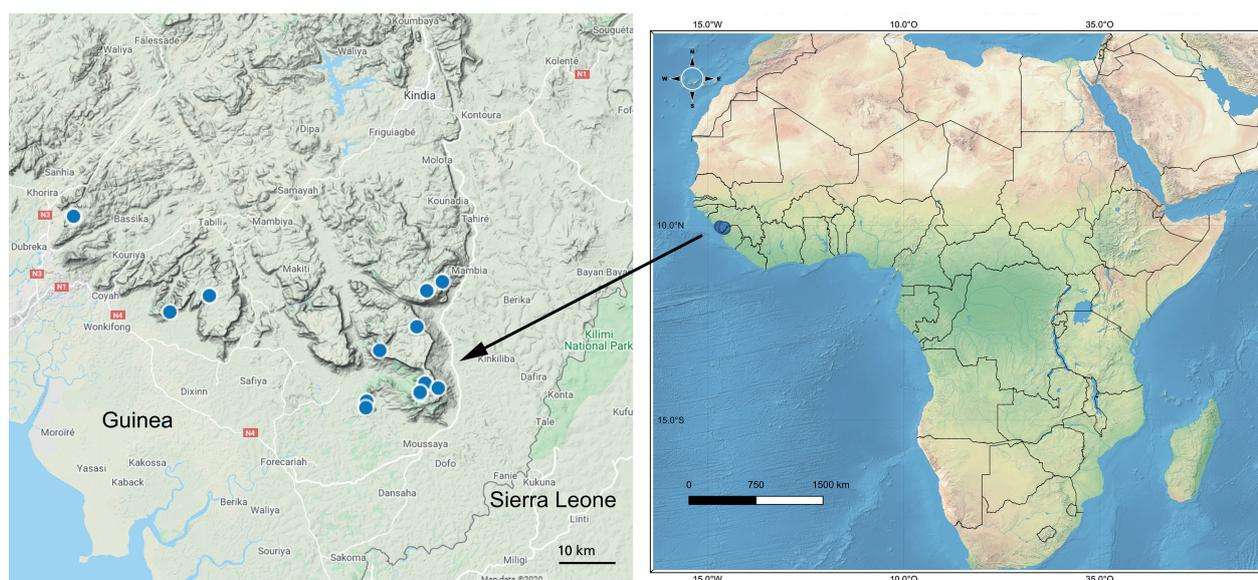 Koumbaya
Falessade
Waliya
Waliya
Souguéta
Kolenté
N1
Kindia
Kontoura
Dipa
Friguiagbé
Molota
Sanhia
Khorira
Samayah
Kounadia
N3
Bassika
Tabili
Mambiya
Tahiré
Dubreka
Kouriya
N3
Makiti
Mambia
N1
Coyah
Berika
N4
Wonkifong
Kilimi
National Park
Kinkiliba
Safiya
Dafira
Dixinn
Konta
Guinea
Tale
Moroïré
N4
Moussaya
Kakossa
Forecariah
Dofo
Yasasi
Kaback
Fanie
Kukuna
Dansaha
Sierra Leone
Berika
Waliya
Linti
Souriya
Sakoma
10 km
Miligi
Map data ©2020
15.0°W
10.0°W
35.0°W
N
W
E
S
10.0°N
15.0°S
0
750
1500 km
15.0°W
10.0°W
35.0°W